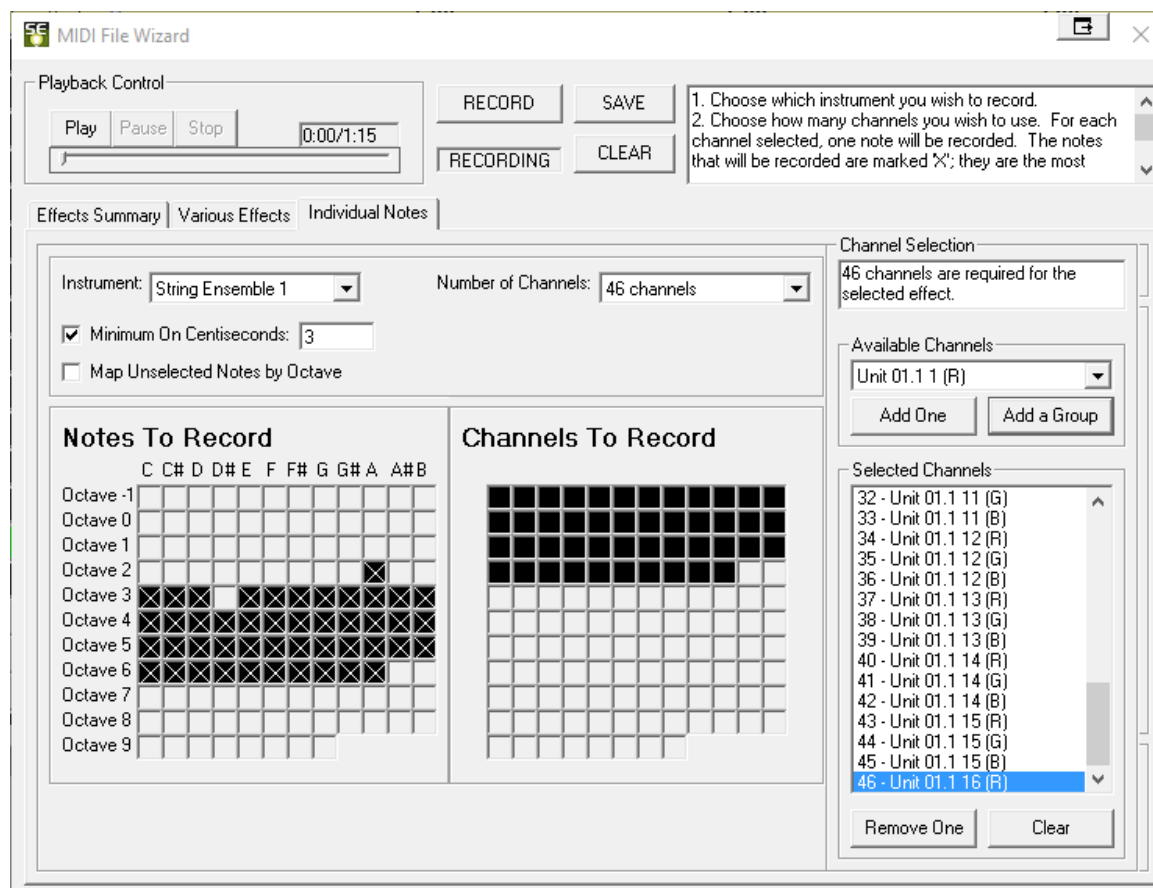 SE MIDI File Wizard
Playback Control
Play Pause Stop 0:00/1:15
RECORD SAVE
RECORDING CLEAR
1. Choose which instrument you wish to record.
2. Choose how many channels you wish to use. For each
channel selected, one note will be recorded. The notes
that will be recorded are marked 'X'; they are the most
Effects Summary Various Effects Individual Notes
Instrument: String Ensemble 1 Number of Channels: 46 channels
Minimum On Centiseconds: 3
Map Unselected Notes by Octave
Notes To Record
C C# D D# E F F# G G# A A# B
Octave -1
Octave 0
Octave 1
Octave 2
Octave 3
Octave 4
Octave 5
Octave 6
Octave 7
Octave 8
Octave 9
Channels To Record
Channel Selection
46 channels are required for the
selected effect.
Available Channels
Unit 01.1 1 (R)
Add One Add a Group
Selected Channels
32 - Unit 01.1 11 (G)
33 - Unit 01.1 11 (B)
34 - Unit 01.1 12 (R)
35 - Unit 01.1 12 (G)
36 - Unit 01.1 12 (B)
37 - Unit 01.1 13 (R)
38 - Unit 01.1 13 (G)
39 - Unit 01.1 13 (B)
40 - Unit 01.1 14 (R)
41 - Unit 01.1 14 (G)
42 - Unit 01.1 14 (B)
43 - Unit 01.1 15 (R)
44 - Unit 01.1 15 (G)
45 - Unit 01.1 15 (B)
46 - Unit 01.1 16 (R)
Remove One Clear